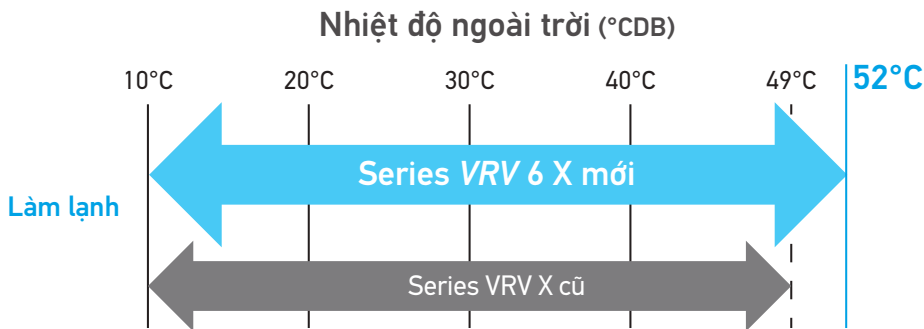 Nhiệt độ ngoài trời (°CDB)
10°C 20°C 30°C 40°C 49°C 52°C
Series VRV 6 X mới
Làm lạnh
Series VRV X cũ